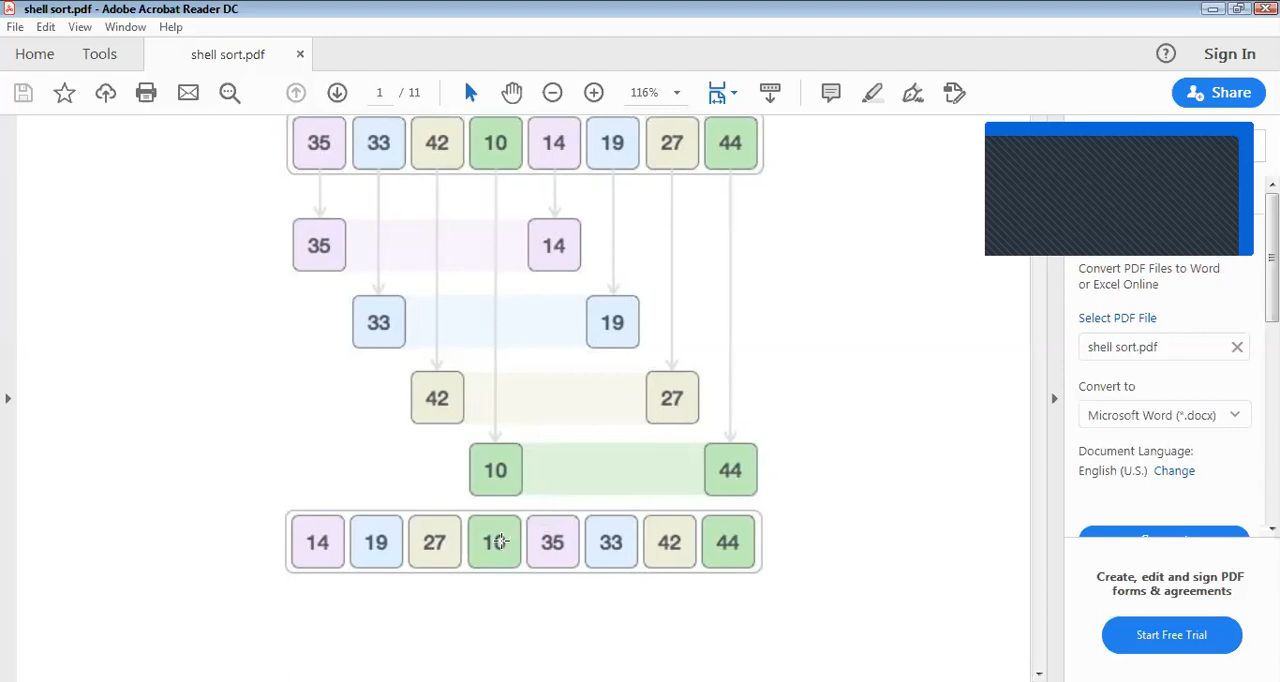 shell sort.pdf - Adobe Acrobat Reader DC
File Edit View Window Help
Home Tools shell sort.pdf × ? Sign In
1 / 11 116% Share
35 33 42 10 14 19 27 44
35 14
33 19
42 27
10 44
14 19 27 10 35 33 42 44
Convert PDF Files to Word
or Excel Online
Select PDF File
shell sort.pdf
Convert to
Microsoft Word (*.docx)
Document Language:
English (U.S.) Change
Create, edit and sign PDF
forms & agreements
Start Free Trial